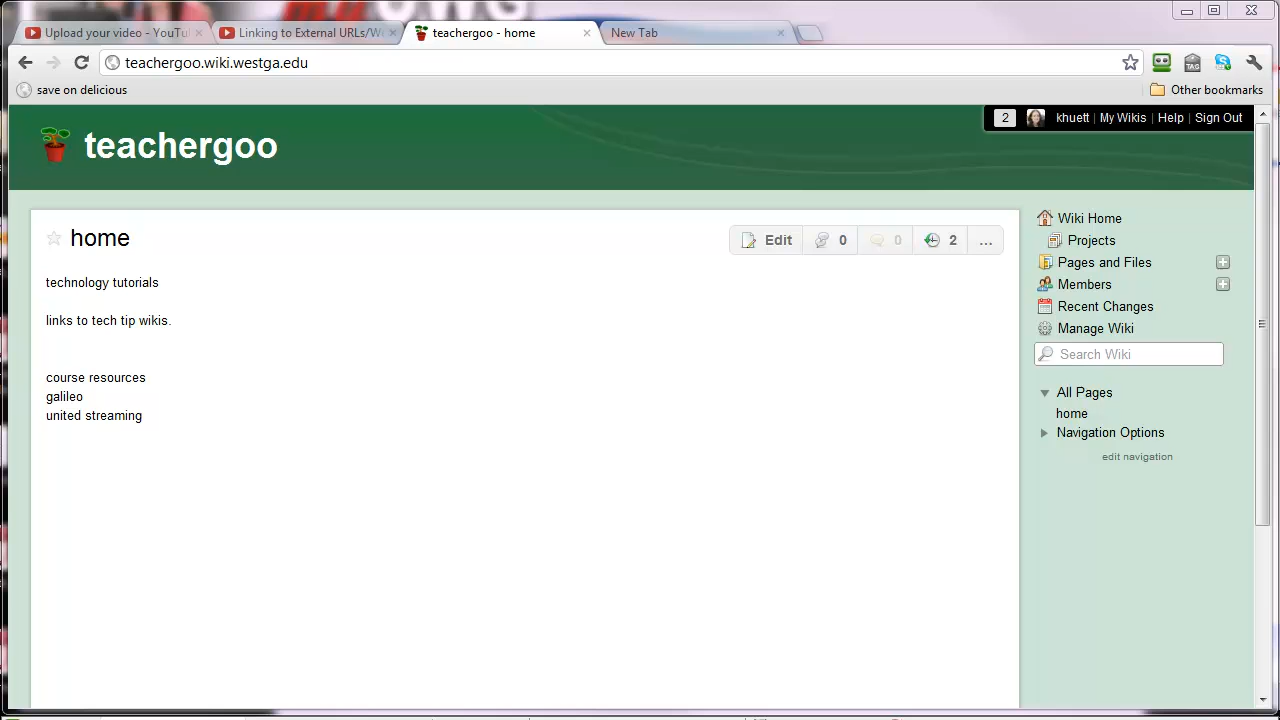 Upload your video - YouTu
Linking to External URLs/W
teachergoo - home
New Tab
teachergoo.wiki.westga.edu
TAG
save on delicious
Other bookmarks
2 khuett | My Wikis | Help | Sign Out
teachergoo
home
Edit 0 0 2 ...
technology tutorials
links to tech tip wikis.
course resources
galileo
united streaming
Wiki Home
Projects
Pages and Files
Members
Recent Changes
Manage Wiki
Search Wiki
All Pages
home
Navigation Options
edit navigation